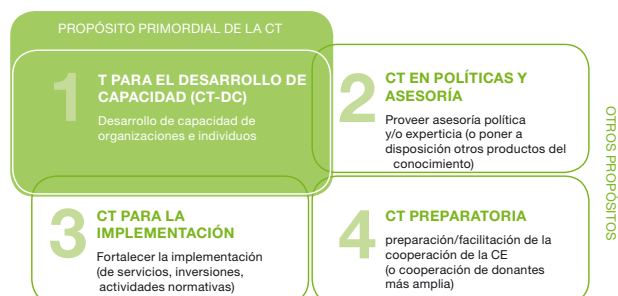 PROPÓSITO PRIMORDIAL DE LA CT
1
T PARA EL DESARROLLO DE
CAPACIDAD (CT-DC)
Desarrollo de capacidad de
organizaciones e individuos
2
CT EN POLÍTICAS Y
ASESORÍA
Proveer asesoría política
y/o experticia (o poner a
disposición otros productos del
conocimiento)
3
CT PARA LA
IMPLEMENTACIÓN
Fortalecer la implementación
(de servicios, inversiones,
actividades normativas)
4
CT PREPARATORIA
preparación/facilitación de la
cooperación de la CE
(o cooperación de donantes
más amplia)
OTROS PROPÓSITOS